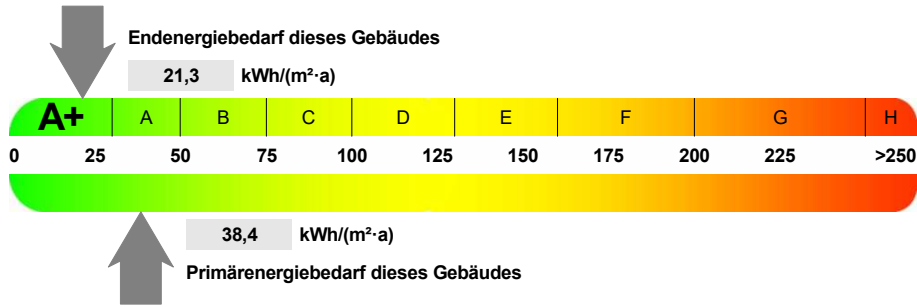 Endenergiebedarf dieses Gebäudes
21,3 kWh/(m²·a)
A+ A B C D E F G H
0 25 50 75 100 125 150 175 200 225 >250
38,4 kWh/(m²·a)
Primärenergiebedarf dieses Gebäudes